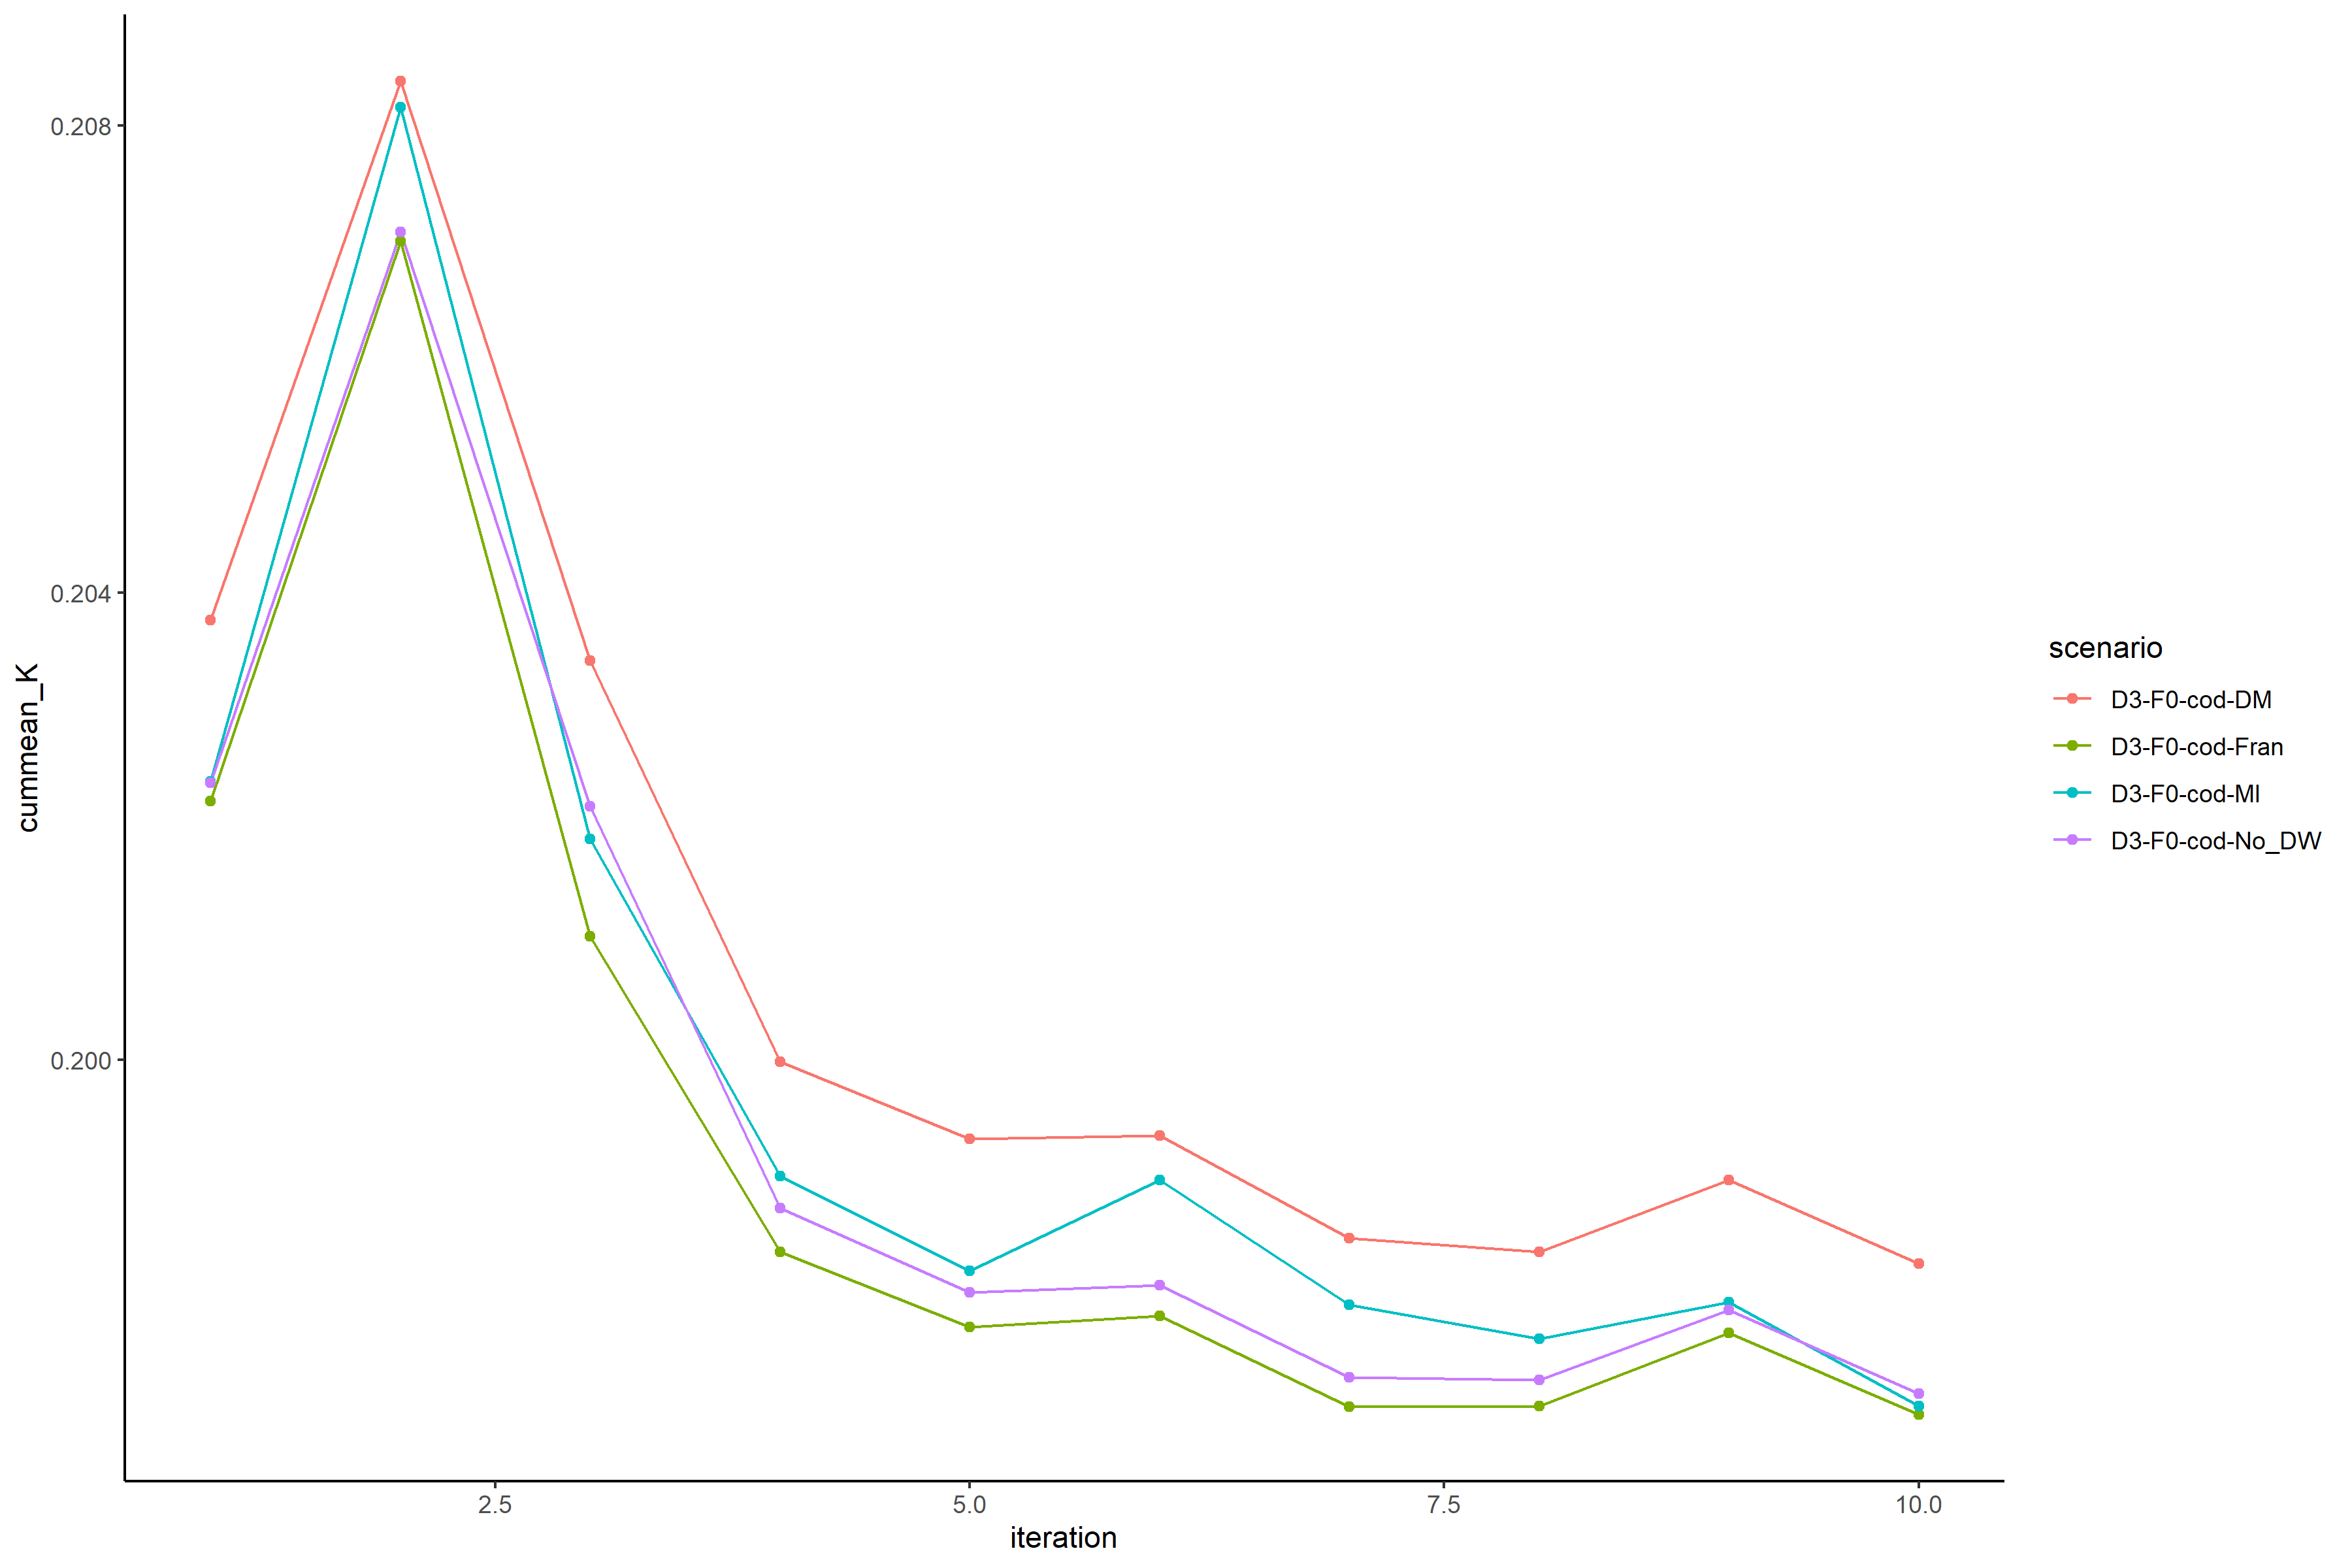 0.208
0.204
0.200
cummean_K
2.5
5.0
7.5
10.0
iteration
scenario
D3-F0-cod-DM
D3-F0-cod-Fran
D3-F0-cod-MI
D3-F0-cod-No_DW